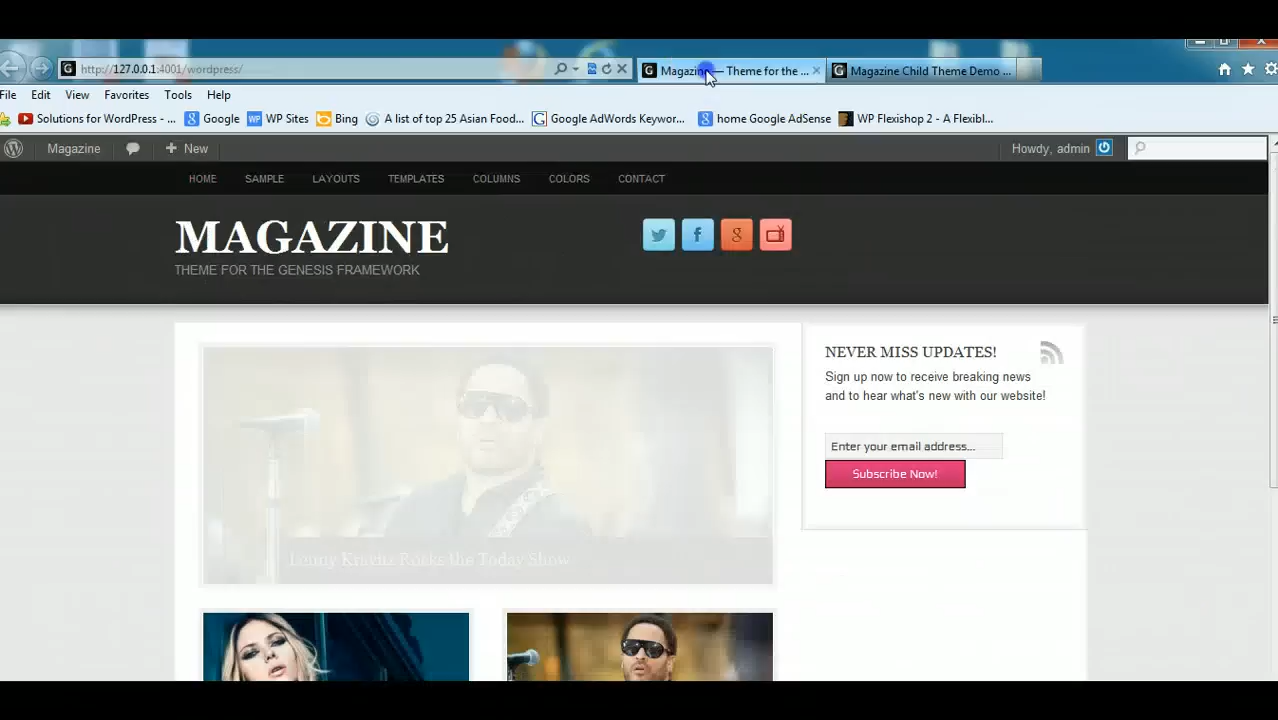 http://127.0.0.1:4001/wordpress/
Magazine — Theme for the ...
Magazine Child Theme Demo ...
File Edit View Favorites Tools Help
Solutions for WordPress - ... Google WP Sites Bing A list of top 25 Asian Food... Google AdWords Keywor... home Google AdSense WP Flexishop 2 - A Flexibl...
Magazine + New Howdy, admin
HOME SAMPLE LAYOUTS TEMPLATES COLUMNS COLORS CONTACT
MAGAZINE
THEME FOR THE GENESIS FRAMEWORK
NEVER MISS UPDATES!
Sign up now to receive breaking news
and to hear what's new with our website!
Enter your email address...
Subscribe Now!
Lenny Kravitz Rocks the Today Show